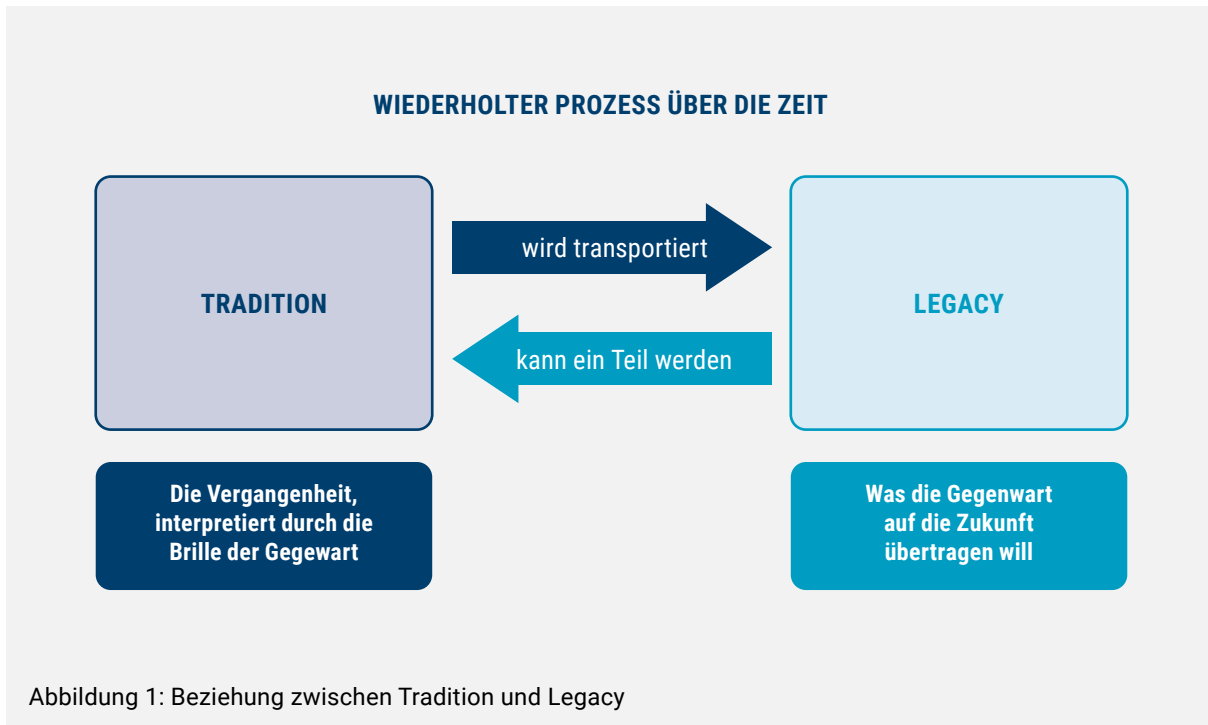 WIEDERHOLTER PROZESS ÜBER DIE ZEIT
TRADITION
wird transportiert
kann ein Teil werden
LEGACY
Die Vergangenheit,
interpretiert durch die
Brille der Gegewart
Was die Gegenwart
auf die Zukunft
übertragen will
Abbildung 1: Beziehung zwischen Tradition und Legacy